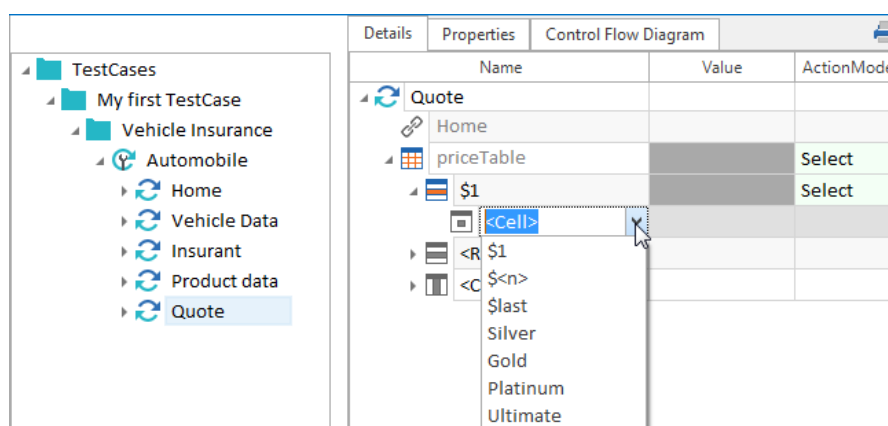 Details Properties Control Flow Diagram
Name Value ActionMode
TestCases
My first TestCase
Vehicle Insurance
Automobile
Home
Vehicle Data
Insurant
Product data
Quote
Quote
Home
priceTable Select
$1 Select
<Cell>
<R
<C
$1
$<n>
$last
Silver
Gold
Platinum
Ultimate